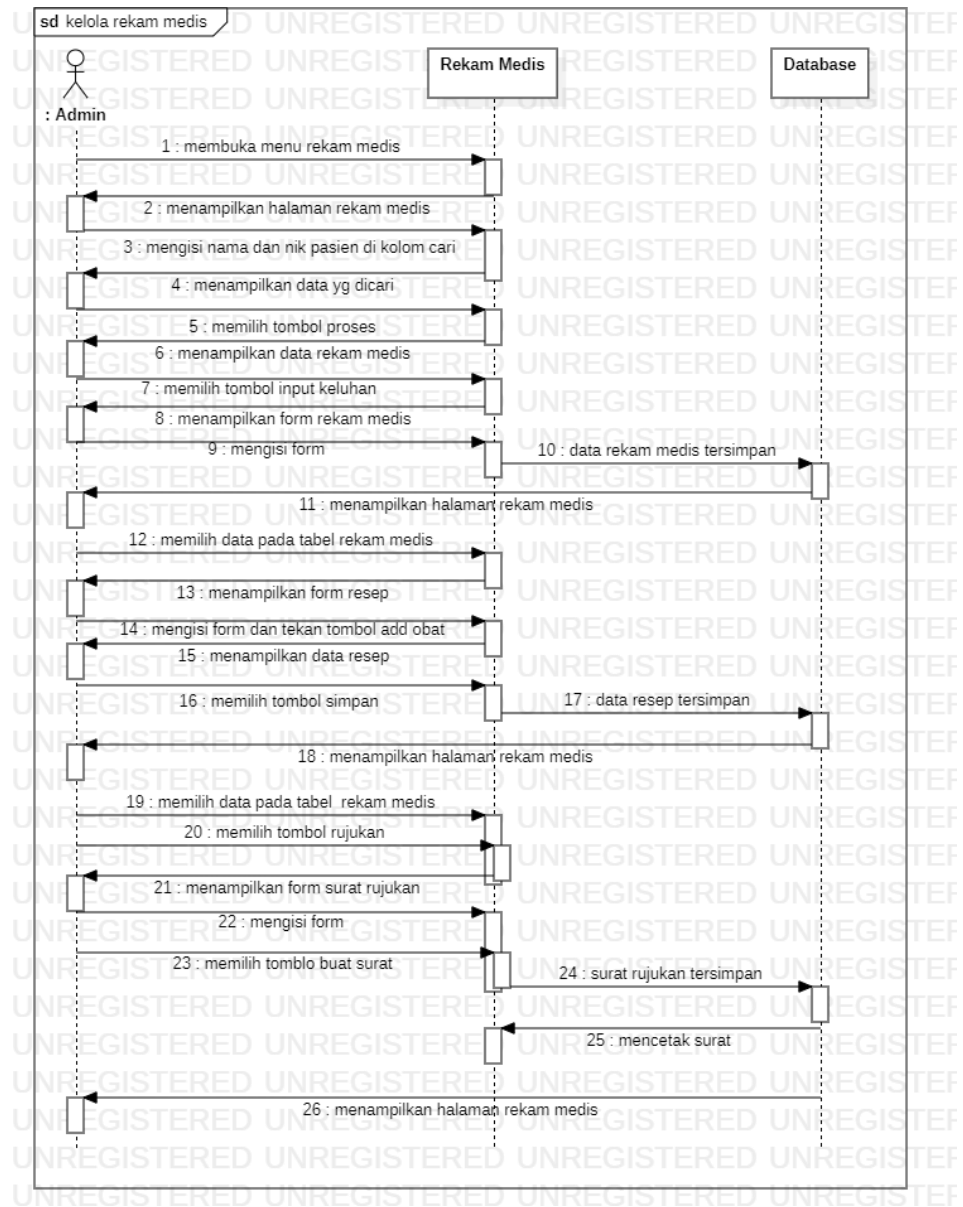 sd kelola rekam medis
Rekam Medis
Database
: Admin
1 : membuka menu rekam medis
2 : menampilkan halaman rekam medis
3 : mengisi nama dan nik pasien di kolom cari
4 : menampilkan data yg dicari
5 : memilih tombol proses
6 : menampilkan data rekam medis
7 : memilih tombol input keluhan
8 : menampilkan form rekam medis
9 : mengisi form
10 : data rekam medis tersimpan
11 : menampilkan halaman rekam medis
12 : memilih data pada tabel rekam medis
13 : menampilkan form resep
14 : mengisi form dan tekan tombol add obat
15 : menampilkan data resep
16 : memilih tombol simpan
17 : data resep tersimpan
18 : menampilkan halaman rekam medis
19 : memilih data pada tabel  rekam medis
20 : memilih tombol rujukan
21 : menampilkan form surat rujukan
22 : mengisi form
23 : memilih tomblo buat surat
24 : surat rujukan tersimpan
25 : mencetak surat
26 : menampilkan halaman rekam medis
UNREGISTERED UNREGISTERED UNREGISTERED UNREGISTERED